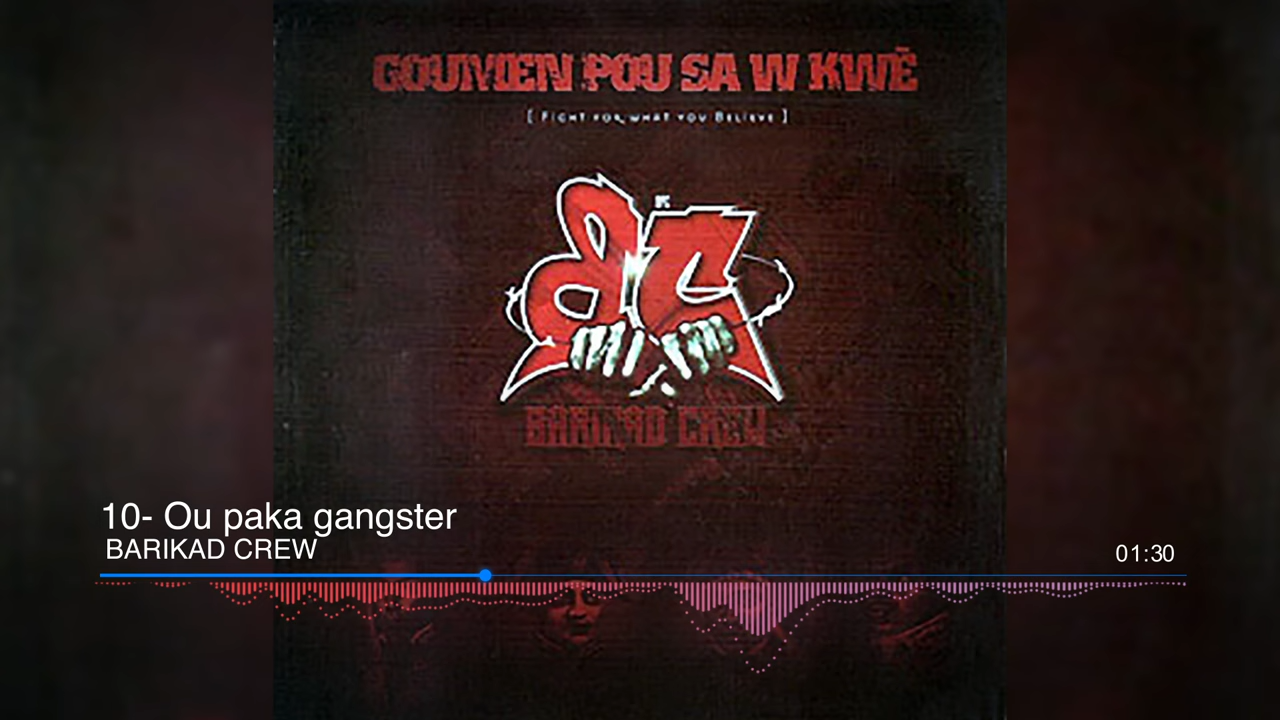 GOUMEN POU SA W KWÈ
[ FIGHT FOR WHAT YOU BELIEVE ]
BC
BARIKAD CREW
10- Ou paka gangster
BARIKAD CREW
01:30